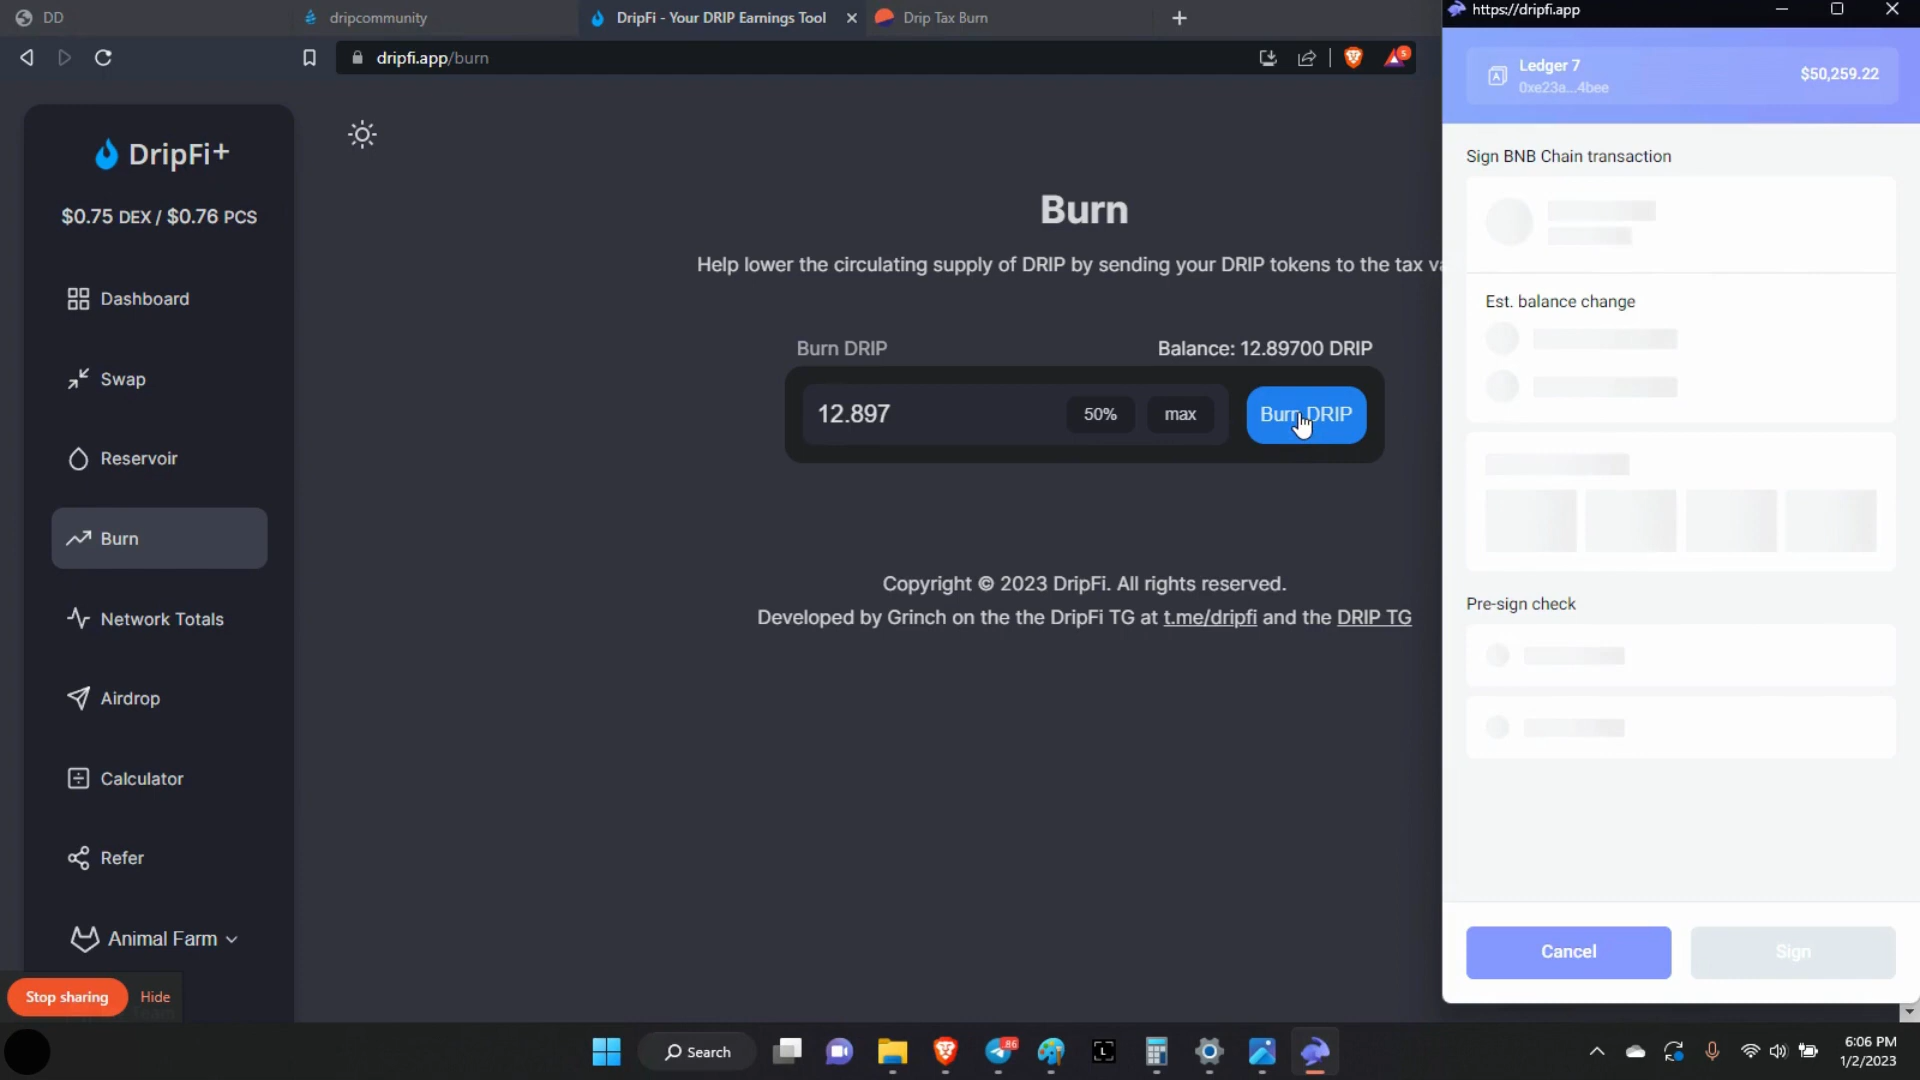 DD
dripcommunity
DripFi - Your DRIP Earnings Tool
Drip Tax Burn
dripfi.app/burn
5
DripFi+
$0.75 DEX / $0.76 PCS
Dashboard
Swap
Reservoir
Burn
Network Totals
Airdrop
Calculator
Refer
Animal Farm
Stop sharing
Hide
Burn
Help lower the circulating supply of DRIP by sending your DRIP tokens to the tax
Burn DRIP
Balance: 12.89700 DRIP
12.897
50%
max
Burn DRIP
Copyright © 2023 DripFi. All rights reserved.
Developed by Grinch on the the DripFi TG at t.me/dripfi and the DRIP TG
https://dripfi.app
Ledger 7
0xe23a...4bee
$50,259.22
Sign BNB Chain transaction
Est. balance change
Pre-sign check
Cancel
Sign
Search
86
L
6:06 PM
1/2/2023